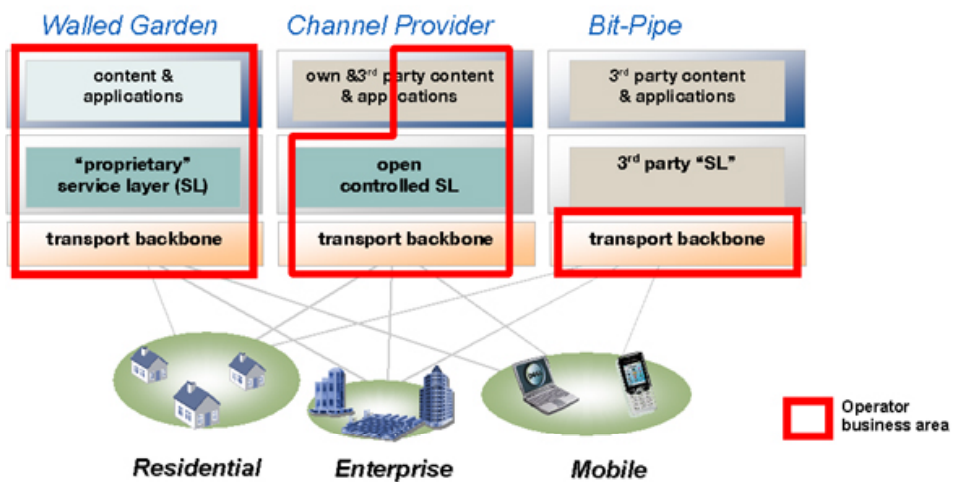 Walled Garden
Channel Provider
Bit-Pipe
content &
applications
own &3rd party content
& applications
3rd party content
& applications
"proprietary"
service layer (SL)
open
controlled SL
3rd party "SL"
transport backbone
transport backbone
transport backbone
DELL
Operator
business area
Residential
Enterprise
Mobile